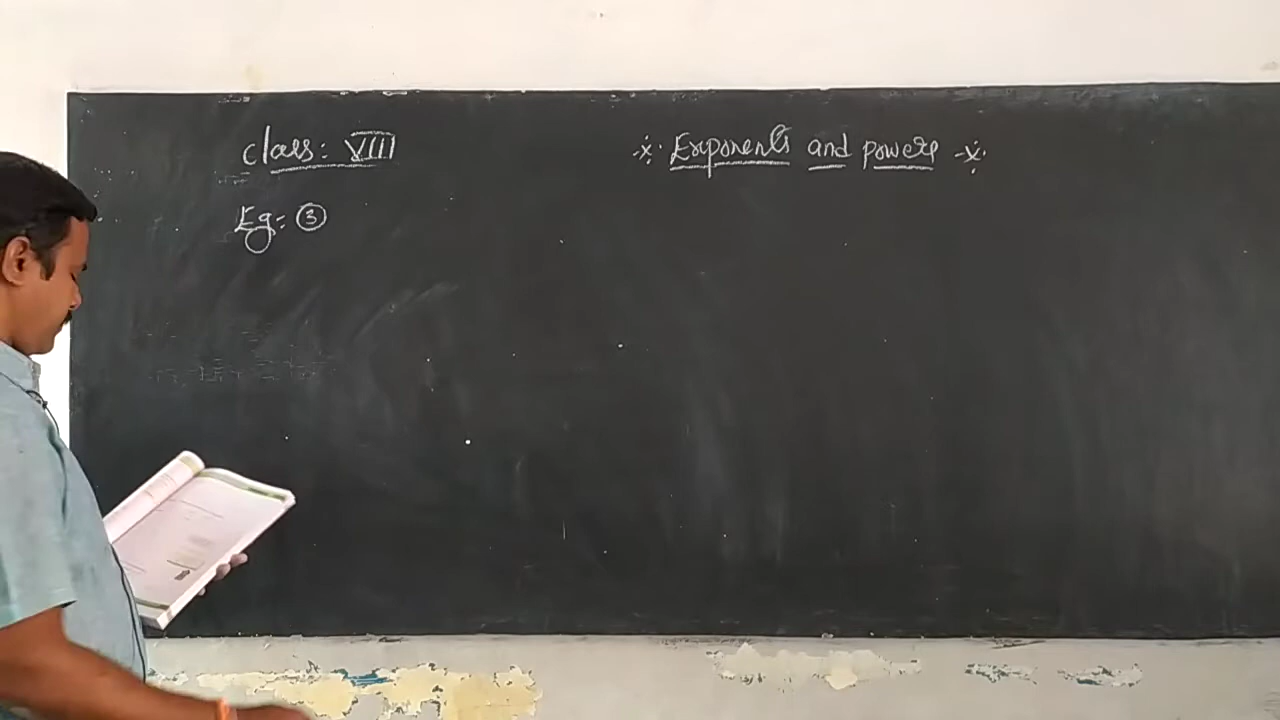 Class: VIII
Exponents and powers
Eg: ③